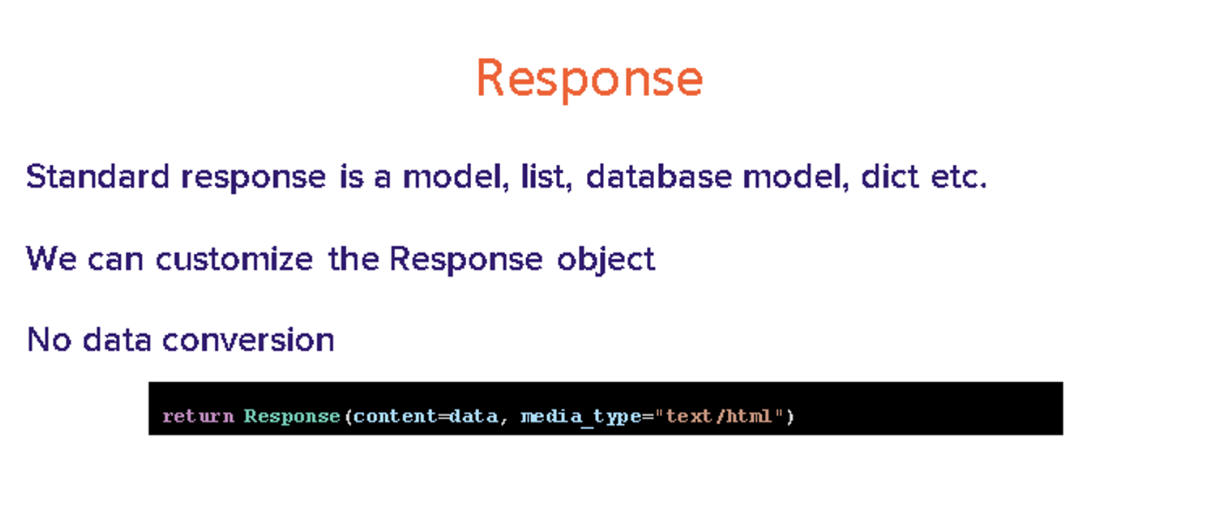 Response
Standard response is a model, list, database model, dict etc.
We can customize the Response object
No data conversion
return Response(content=data, media_type="text/html")